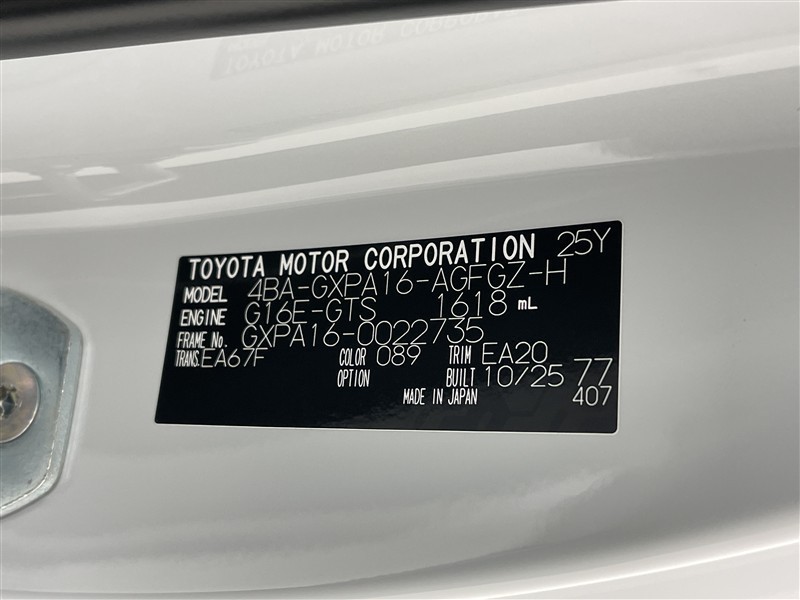 TOYOTA MOTOR CORPORATION 25Y
MODEL 4BA-GXPA16-AGFGZ-H
ENGINE G16E-GTS 1618 mL
FRAME No. GXPA16-0022735
TRANS. EA67F COLOR 089 TRIM EA20
OPTION BUILT 10/25 77
MADE IN JAPAN 407